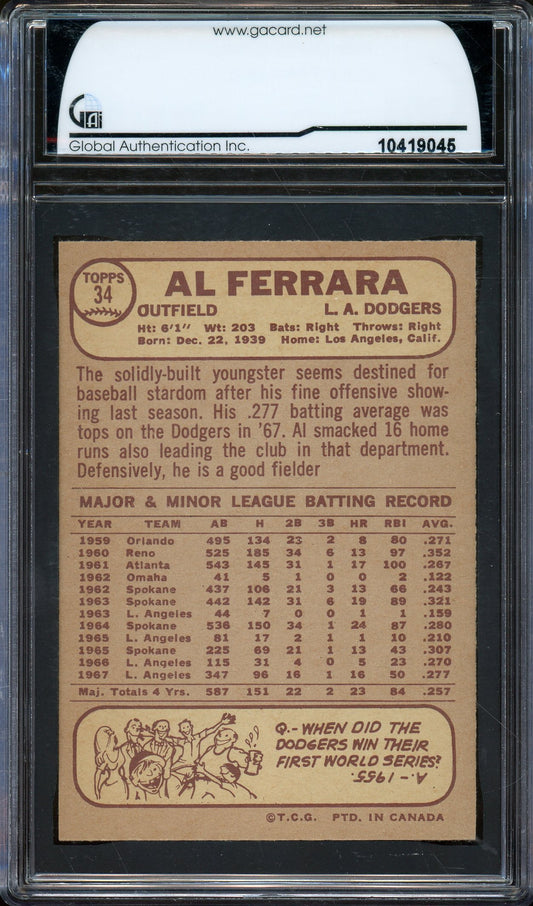 www.gacard.net
GAI
Global Authentication Inc.
10419045
TOPPS
34
AL FERRARA
OUTFIELD L. A. DODGERS
Ht: 6'1" Wt: 203 Bats: Right Throws: Right
Born: Dec. 22, 1939 Home: Los Angeles, Calif.
The solidly-built youngster seems destined for
baseball stardom after his fine offensive show-
ing last season. His .277 batting average was
tops on the Dodgers in '67. Al smacked 16 home
runs also leading the club in that department.
Defensively, he is a good fielder
MAJOR & MINOR LEAGUE BATTING RECORD
YEAR TEAM AB H 2B 3B HR RBI AVG.
1959 Orlando 495 134 23 2 8 80 .271
1960 Reno 525 185 34 6 13 97 .352
1961 Atlanta 543 145 31 1 17 100 .267
1962 Omaha 41 5 1 0 0 2 .122
1962 Spokane 437 106 21 3 13 66 .243
1963 Spokane 442 142 31 6 19 89 .321
1963 L. Angeles 44 7 0 0 1 1 .159
1964 Spokane 536 150 34 1 24 87 .280
1965 L. Angeles 81 17 2 1 1 10 .210
1965 Spokane 225 69 21 1 13 43 .307
1966 L. Angeles 115 31 4 0 5 23 .270
1967 L. Angeles 347 96 16 1 16 50 .277
Maj. Totals 4 Yrs. 587 151 22 2 23 84 .257
Q.- WHEN DID THE
DODGERS WIN THEIR
FIRST WORLD SERIES?
A. - 1955.
©T.C.G. PTD. IN CANADA